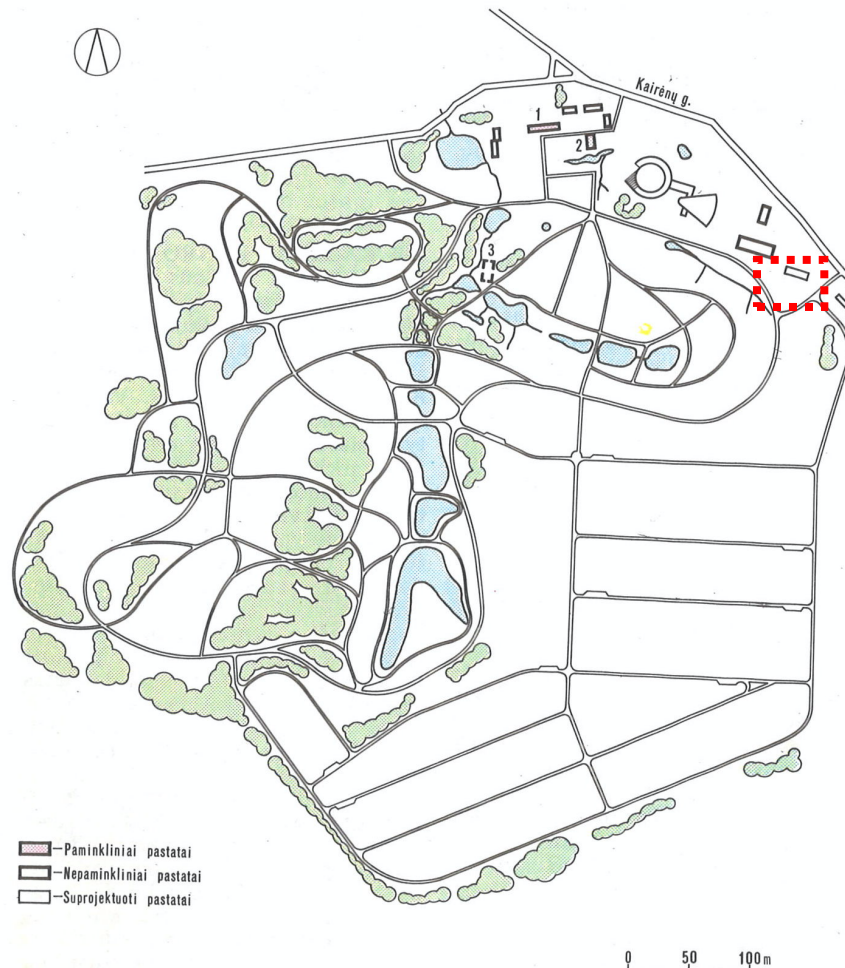 Kairėnų g.
1
2
3
-Paminkliniai pastatai
-Nepaminkliniai pastatai
-Suprojektuoti pastatai
0 50 100 m